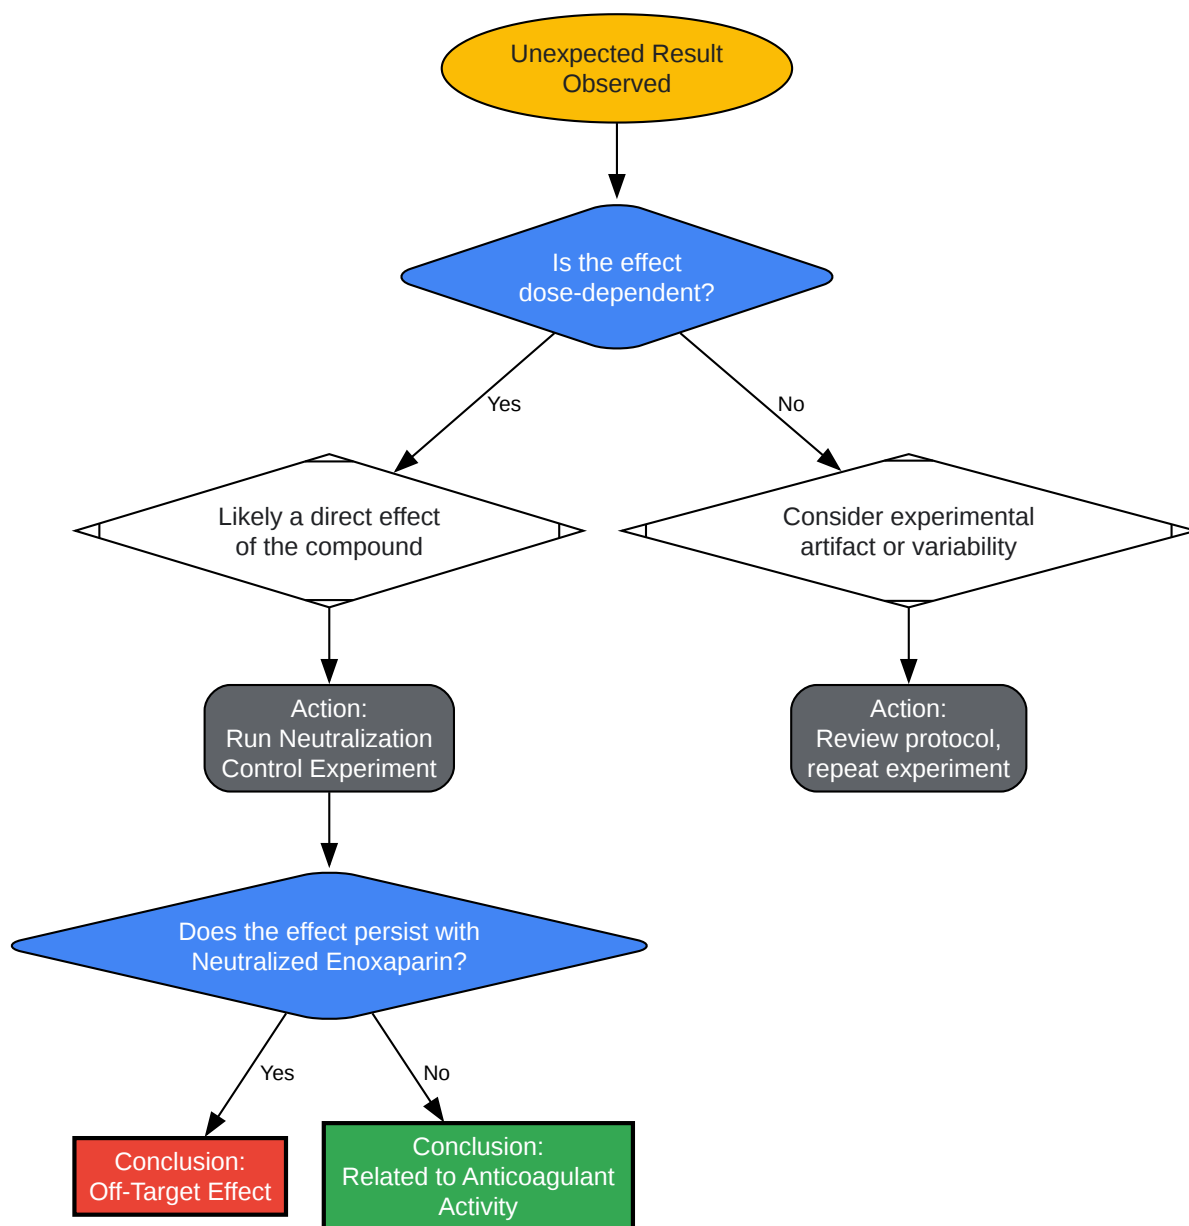 Unexpected Result
Observed
Is the effect
dose-dependent?
Yes
No
Likely a direct effect
of the compound
Consider experimental
artifact or variability
Action:
Run Neutralization
Control Experiment
Action:
Review protocol,
repeat experiment
Does the effect persist with
Neutralized Enoxaparin?
Yes
No
Conclusion:
Off-Target Effect
Conclusion:
Related to Anticoagulant
Activity